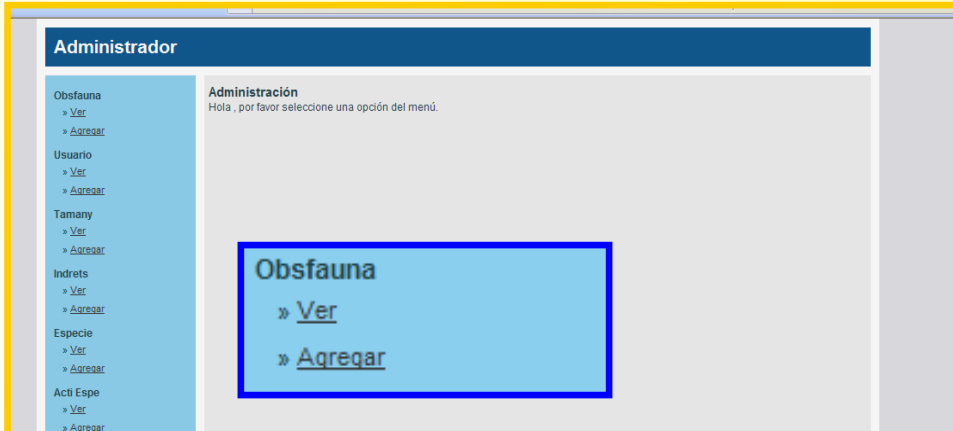 Administrador
Obsfauna
» Ver
» Agregar
Usuario
» Ver
» Agregar
Tamany
» Ver
» Agregar
Indrets
» Ver
» Agregar
Especie
» Ver
» Agregar
Acti Espe
» Ver
» Agregar
Administración
Hola , por favor seleccione una opción del menú.
Obsfauna
» Ver
» Agregar